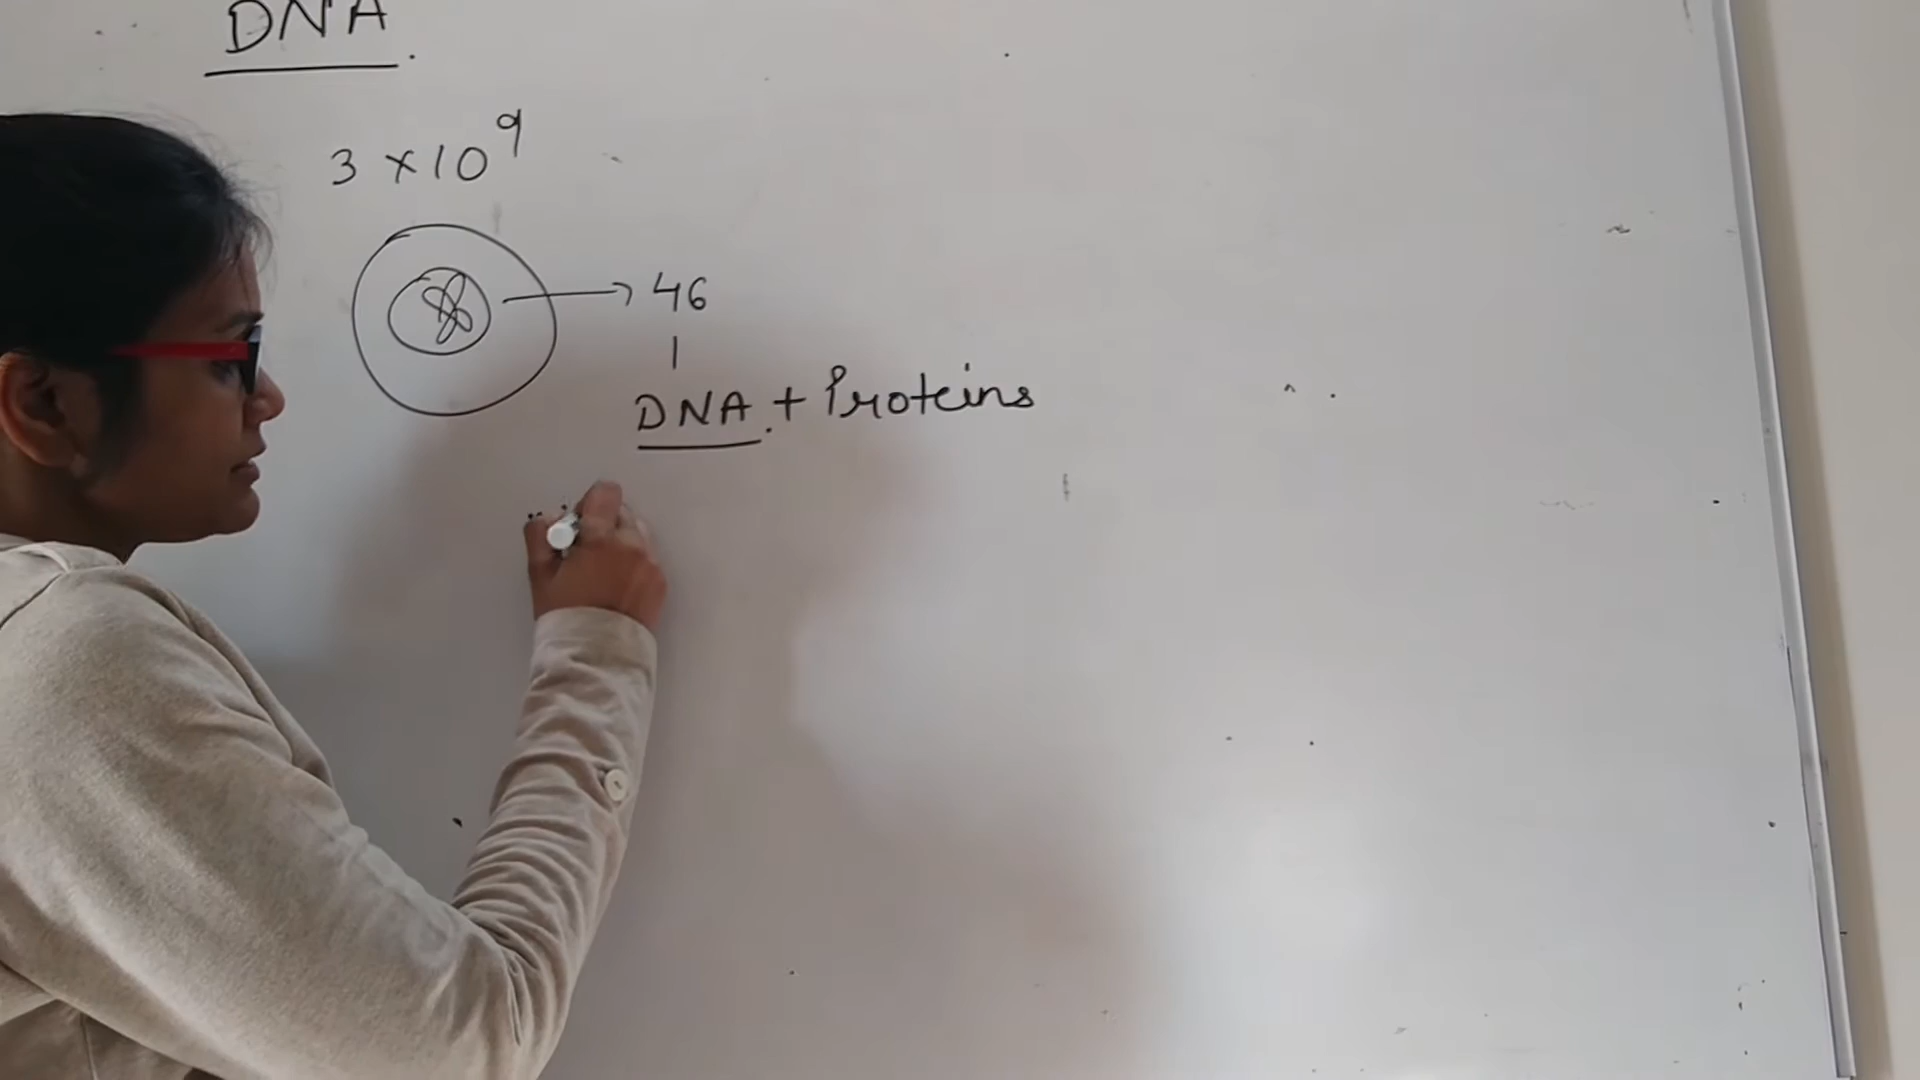 DNA.
3 × 10⁹
46
DNA. + Proteins